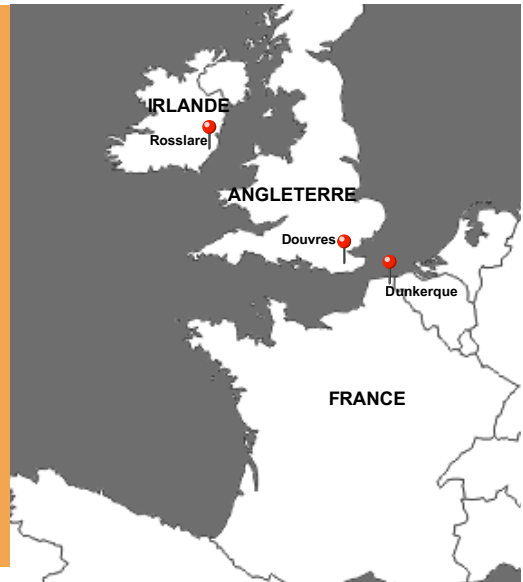 IRLANDE
Rosslare
ANGLETERRE
Douvres
Dunkerque
FRANCE